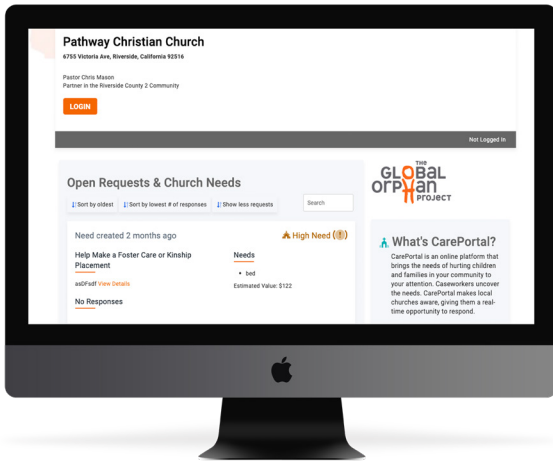 Pathway Christian Church
6755 Victoria Ave, Riverside, California 92516
Pastor Chris Mason
Partner in the Riverside County 2 Community
LOGIN
Not Logged In
Open Requests & Church Needs
Sort by oldest
Sort by lowest # of responses
Show less requests
Search
Need created 2 months ago
High Need (!)
Help Make a Foster Care or Kinship
Placement
asDFsdf View Details
No Responses
Needs
bed
Estimated Value: $122
THE
GLOBAL
ORPHAN
PROJECT
What's CarePortal?
CarePortal is an online platform that
brings the needs of hurting children
and families in your community to
your attention. Caseworkers uncover
the needs. CarePortal makes local
churches aware, giving them a real-
time opportunity to respond.